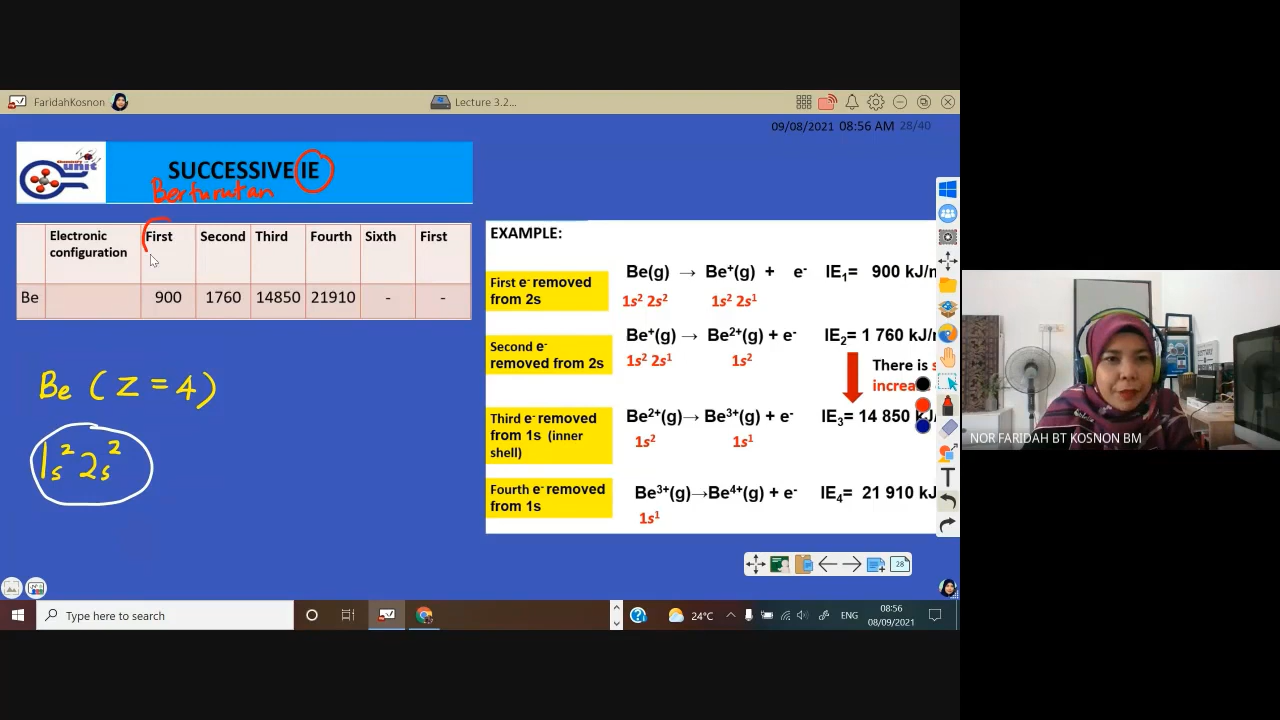 FaridahKosnon
Lecture 3.2...
09/08/2021 08:56 AM 28/40
Chemistry
unit
SUCCESSIVE IE
Berturutan
Electronic configuration First Second Third Fourth Sixth First
Be 900 1760 14850 21910 - -
Be (Z = 4)
1s² 2s²
EXAMPLE:
First e⁻ removed from 2s
Be(g) → Be⁺(g) + e⁻ IE₁= 900 kJ/m
1s² 2s² 1s² 2s¹
Second e⁻ removed from 2s
Be⁺(g) → Be²⁺(g) + e⁻ IE₂= 1 760 kJ/m
1s² 2s¹ 1s²
There is s
increa
Third e⁻ removed from 1s (inner shell)
Be²⁺(g)→ Be³⁺(g) + e⁻ IE₃= 14 850 kJ/
1s² 1s¹
Fourth e⁻ removed from 1s
Be³⁺(g)→Be⁴⁺(g) + e⁻ IE₄= 21 910 kJ
1s¹
T
28
NOR FARIDAH BT KOSNON BM
Type here to search
24°C
ENG
08:56
08/09/2021